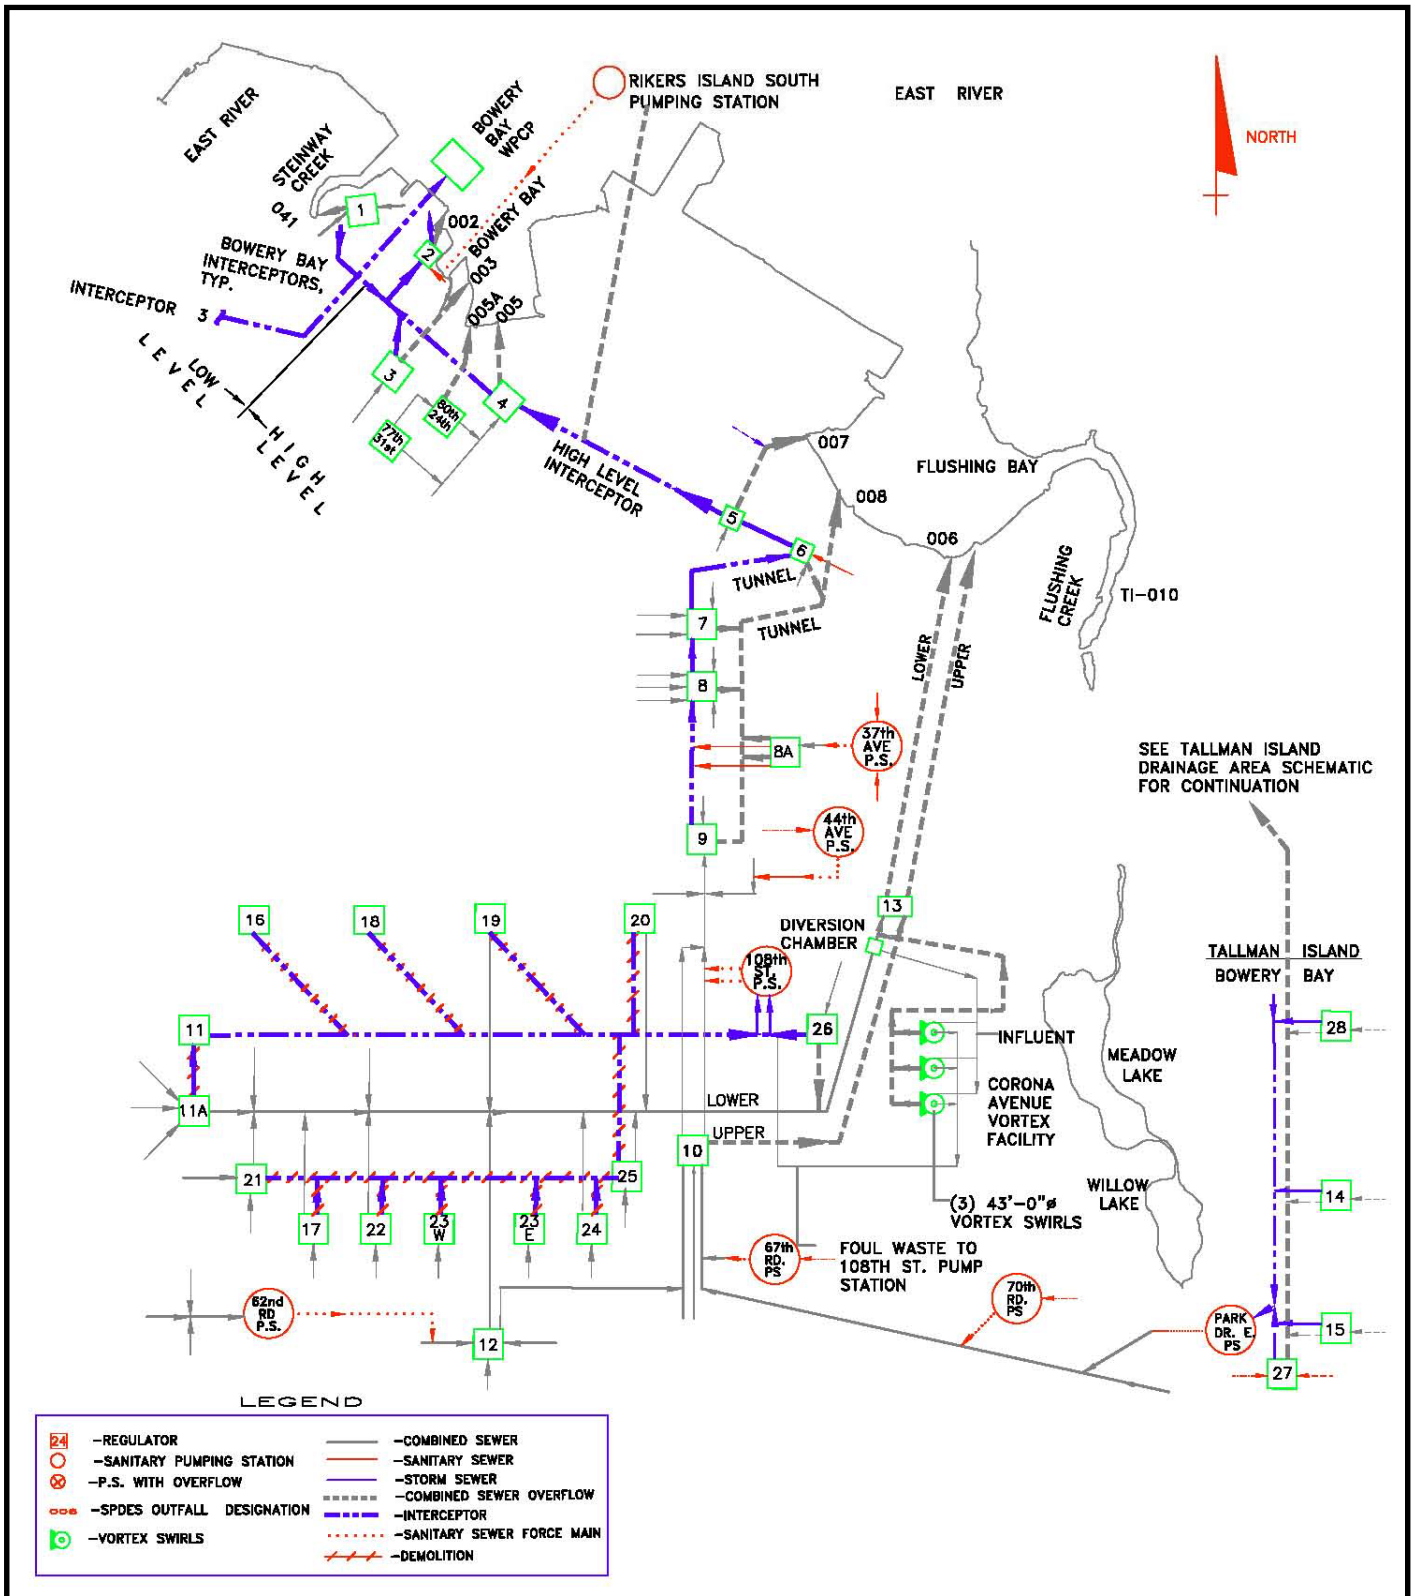 RIKERS ISLAND SOUTH
PUMPING STATION
EAST RIVER
NORTH
EAST RIVER
STEINWAY
CREEK
041
BOWERY
BAY
WPCP
1
002
BOWERY BAY
2
003
BOWERY BAY
INTERCEPTORS,
TYP.
INTERCEPTOR 3
005A
005
LOW
LEVEL
HIGH
LEVEL
3
4
80th
24th
77th
31st
HIGH LEVEL
INTERCEPTOR
007
FLUSHING BAY
008
006
5
6
FLUSHING
CREEK
TI-010
TUNNEL
TUNNEL
7
LOWER
UPPER
8
8A
37th
AVE
P.S.
SEE TALLMAN ISLAND
DRAINAGE AREA SCHEMATIC
FOR CONTINUATION
9
44th
AVE
P.S.
13
16
18
19
20
DIVERSION
CHAMBER
108th
ST.
P.S.
TALLMAN ISLAND
BOWERY BAY
11
26
INFLUENT
28
MEADOW
LAKE
CORONA
AVENUE
VORTEX
FACILITY
11A
LOWER
UPPER
10
21
25
WILLOW
LAKE
14
(3) 43'-0"ø
VORTEX SWIRLS
17
22
23
W
23
E
24
67th
RD.
PS
FOUL WASTE TO
108TH ST. PUMP
STATION
70th
RD.
PS
62nd
RD
P.S.
12
PARK
DR. E.
PS
15
27
LEGEND
24 -REGULATOR
-SANITARY PUMPING STATION
-P.S. WITH OVERFLOW
-SPDES OUTFALL DESIGNATION
-VORTEX SWIRLS
-COMBINED SEWER
-SANITARY SEWER
-STORM SEWER
-COMBINED SEWER OVERFLOW
-INTERCEPTOR
-SANITARY SEWER FORCE MAIN
-DEMOLITION